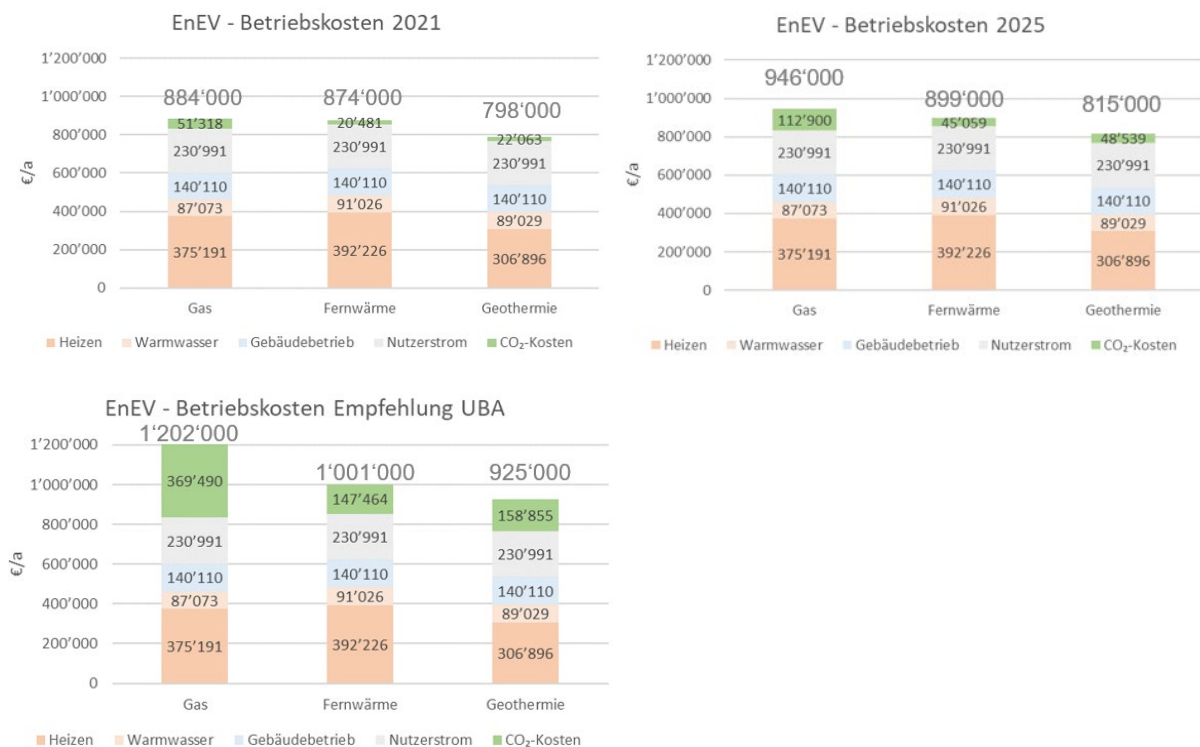 EnEV - Betriebskosten 2021
€/a
1’200’000
1’000’000
800’000
600’000
400’000
200’000
0
884‘000
874‘000
798‘000
51’318
20’481
22’063
230’991
230’991
230’991
140’110
140’110
140’110
87’073
91’026
89’029
375’191
392’226
306’896
Gas
Fernwärme
Geothermie
Heizen
Warmwasser
Gebäudebetrieb
Nutzerstrom
CO₂-Kosten
EnEV - Betriebskosten 2025
€/a
1’200’000
1’000’000
800’000
600’000
400’000
200’000
0
946‘000
899‘000
815‘000
112’900
45’059
48’539
230’991
230’991
230’991
140’110
140’110
140’110
87’073
91’026
89’029
375’191
392’226
306’896
Gas
Fernwärme
Geothermie
Heizen
Warmwasser
Gebäudebetrieb
Nutzerstrom
CO₂-Kosten
EnEV - Betriebskosten Empfehlung UBA
€/a
1’200’000
1’000’000
800’000
600’000
400’000
200’000
0
1‘202‘000
1‘001‘000
925‘000
369’490
147’464
158’855
230’991
230’991
230’991
140’110
140’110
140’110
87’073
91’026
89’029
375’191
392’226
306’896
Gas
Fernwärme
Geothermie
Heizen
Warmwasser
Gebäudebetrieb
Nutzerstrom
CO₂-Kosten